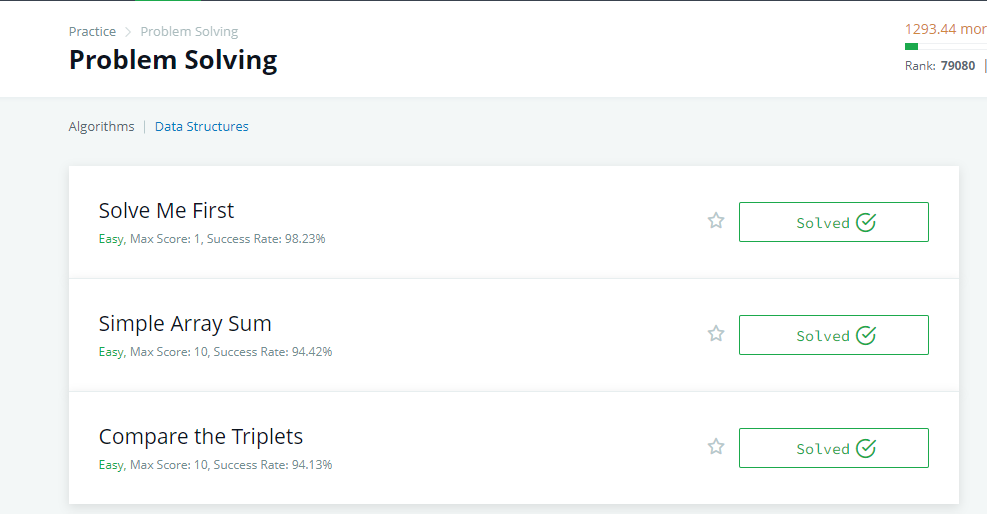 Practice > Problem Solving
Problem Solving
1293.44 mor
Rank: 79080 |
Algorithms | Data Structures
Solve Me First
Easy, Max Score: 1, Success Rate: 98.23%
Solved
Simple Array Sum
Easy, Max Score: 10, Success Rate: 94.42%
Solved
Compare the Triplets
Easy, Max Score: 10, Success Rate: 94.13%
Solved